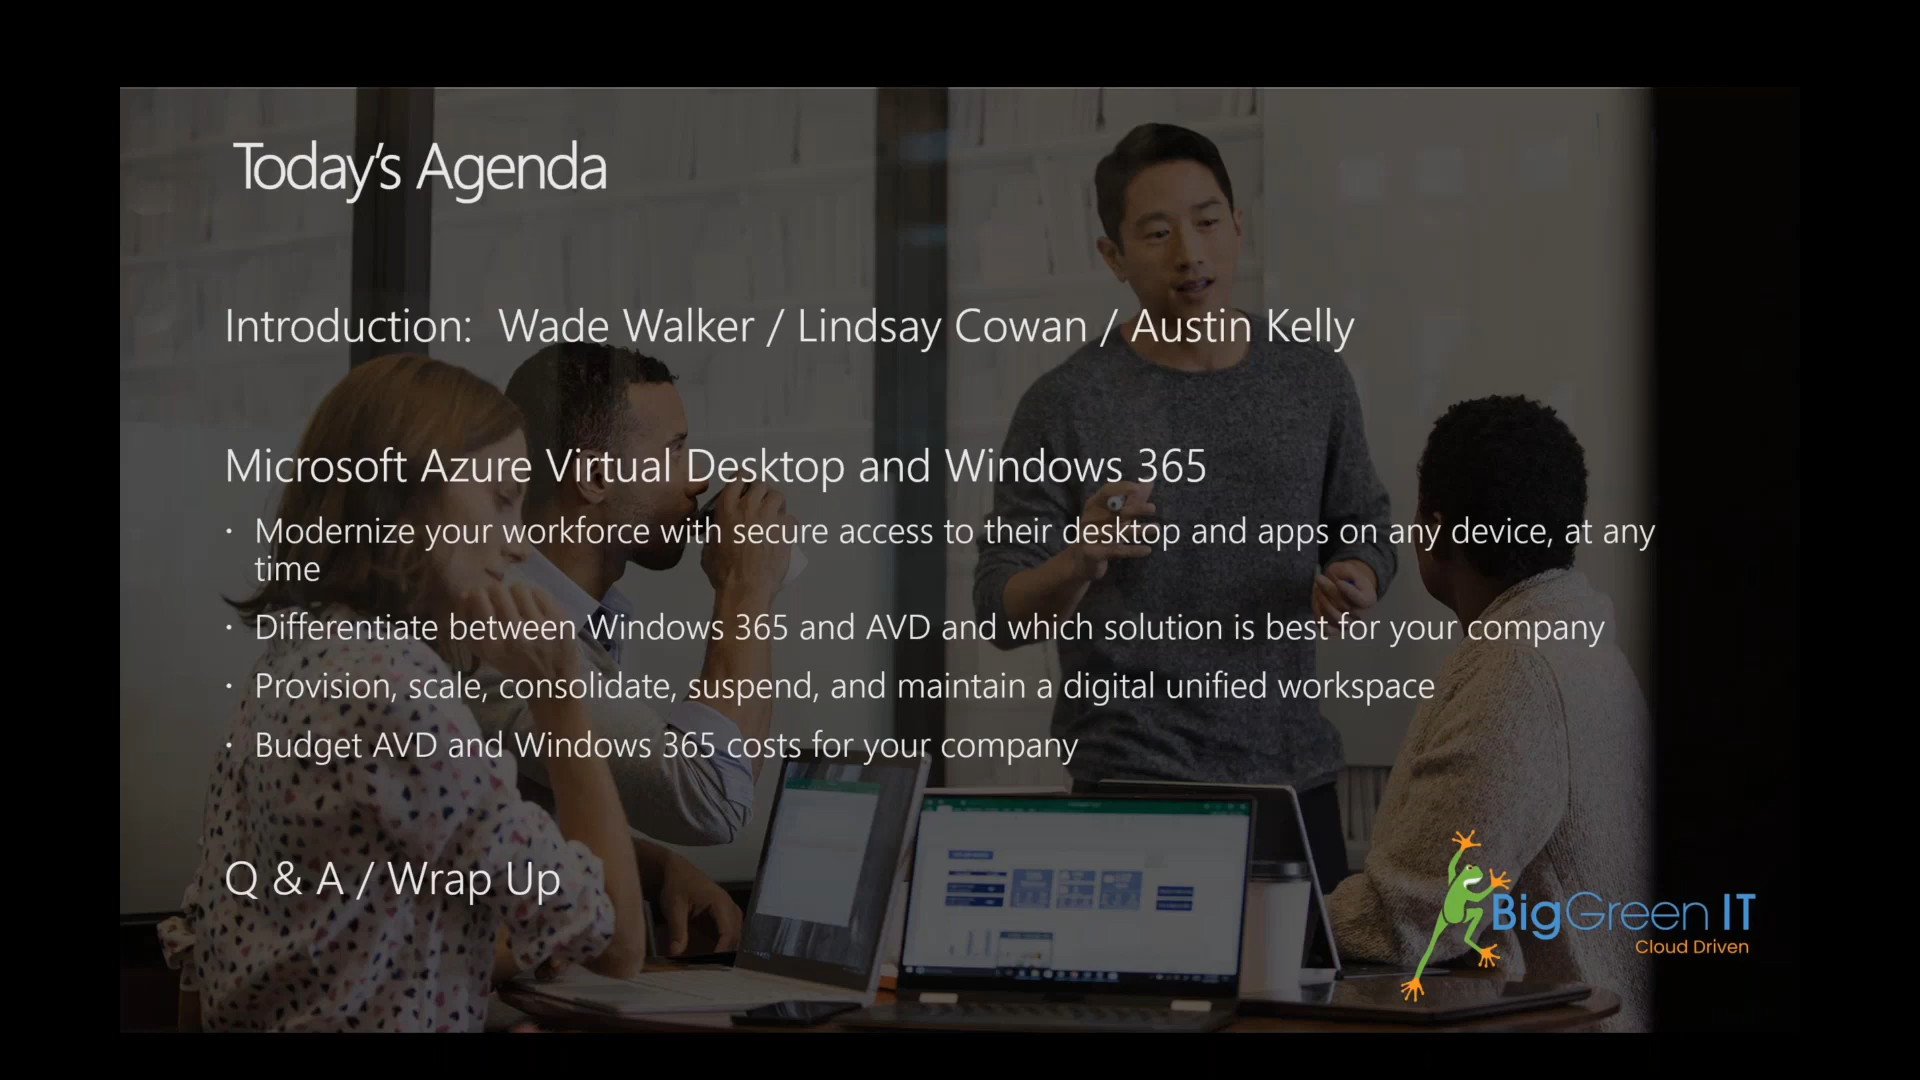 Today's Agenda
Introduction:  Wade Walker / Lindsay Cowan / Austin Kelly
Microsoft Azure Virtual Desktop and Windows 365
· Modernize your workforce with secure access to their desktop and apps on any device, at any
time
· Differentiate between Windows 365 and AVD and which solution is best for your company
· Provision, scale, consolidate, suspend, and maintain a digital unified workspace
· Budget AVD and Windows 365 costs for your company
Q & A / Wrap Up
BigGreen IT
Cloud Driven